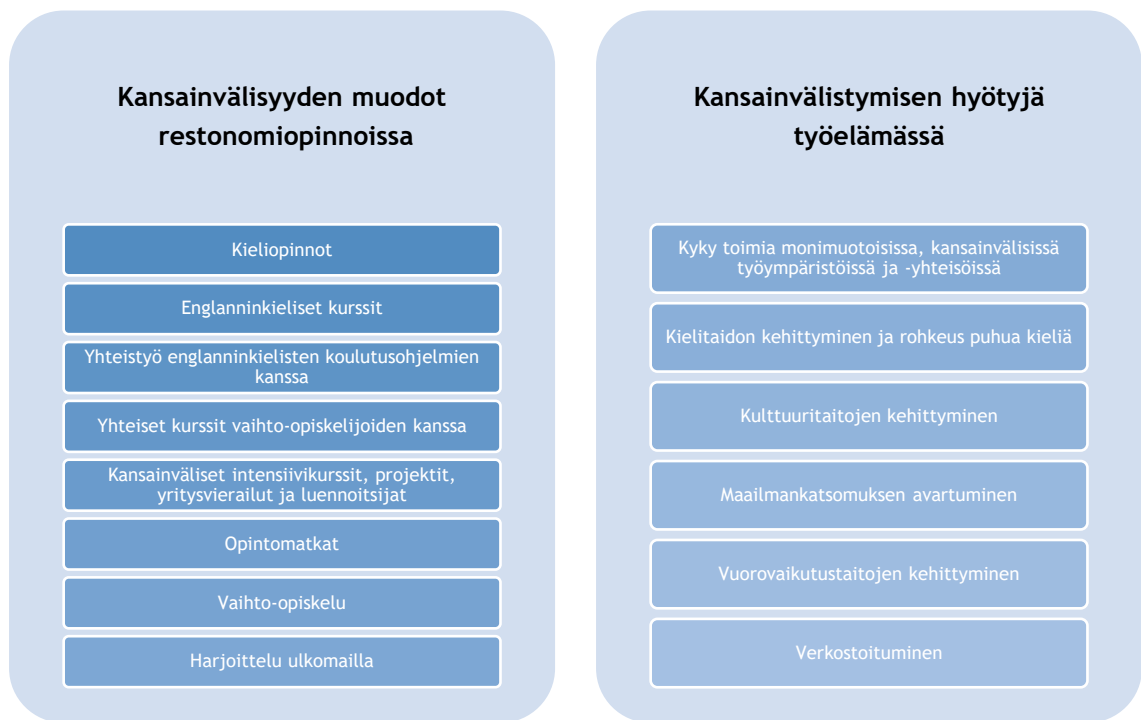 Kansainvälisyyden muodot
restonomiopinnoissa
Kieliopinnot
Englanninkieliset kurssit
Yhteistyö englanninkielisten koulutusohjelmien
kanssa
Yhteiset kurssit vaihto-opiskelijoiden kanssa
Kansainväliset intensiivikurssit, projektit,
yritysvierailut ja luennoitsijat
Opintomatkat
Vaihto-opiskelu
Harjoittelu ulkomailla
Kansainvälistymisen hyötyjä
työelämässä
Kyky toimia monimuotoisissa, kansainvälisissä
työympäristöissä ja -yhteisöissä
Kielitaidon kehittyminen ja rohkeus puhua kieliä
Kulttuuritaitojen kehittyminen
Maailmankatsomuksen avartuminen
Vuorovaikutustaitojen kehittyminen
Verkostoituminen